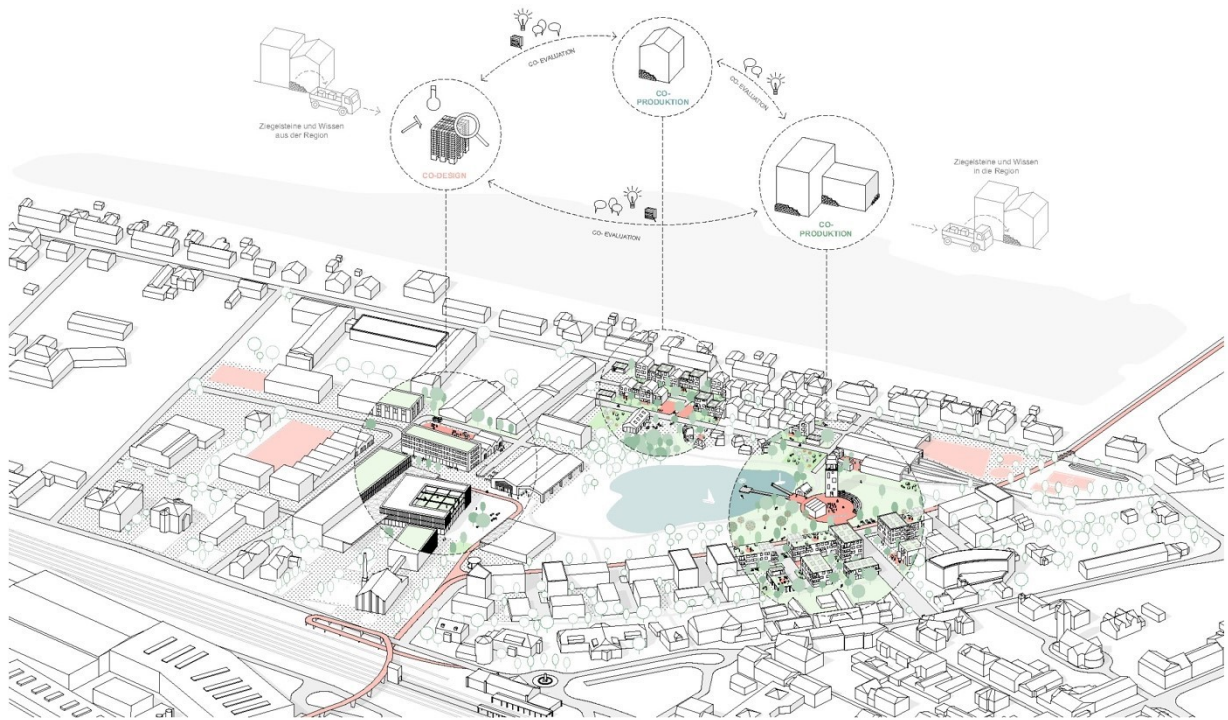 CO- EVALUATION
CO-
PRODUKTION
CO- EVALUATION
Ziegelsteine und Wissen
aus der Region
CO-DESIGN
Ziegelsteine und Wissen
in die Region
CO- EVALUATION
CO-
PRODUKTION